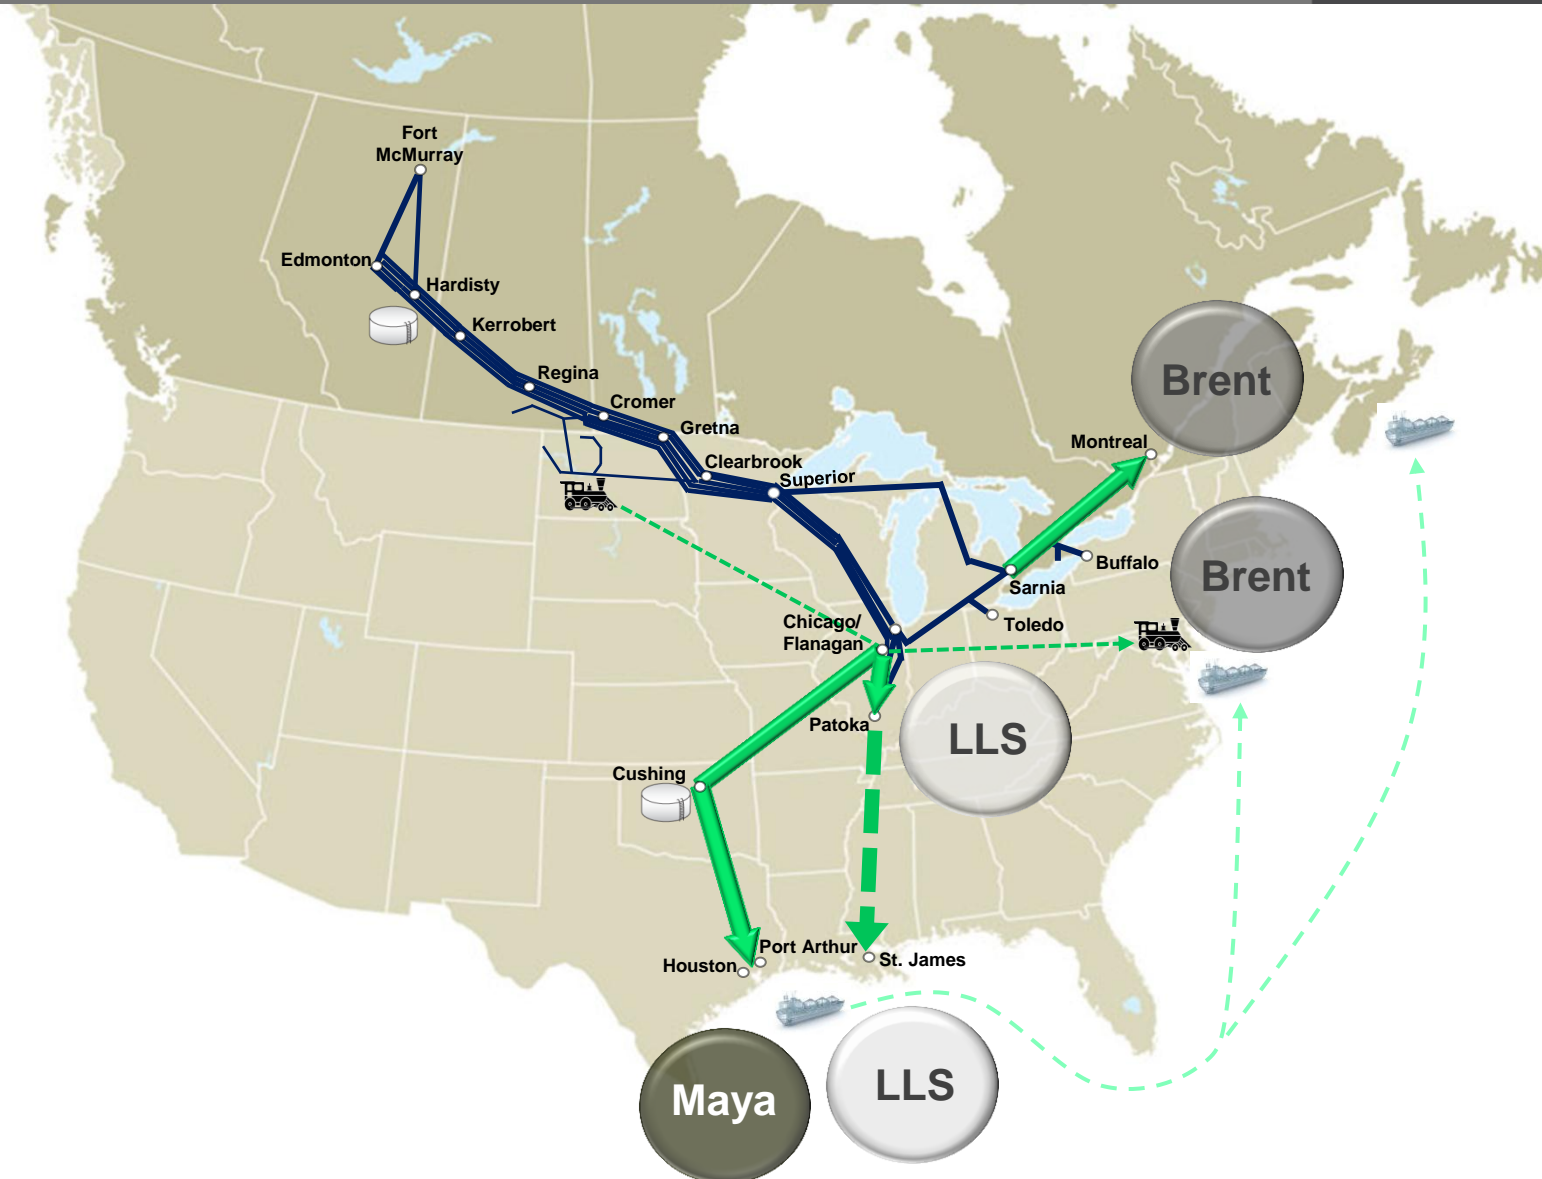 Fort
McMurray
Edmonton
Hardisty
Kerrobert
Regina
Cromer
Gretna
Clearbrook
Superior
Brent
Montreal
Buffalo
Brent
Sarnia
Toledo
Chicago/
Flanagan
Patoka
LLS
Cushing
Port Arthur
Houston
St. James
Maya
LLS